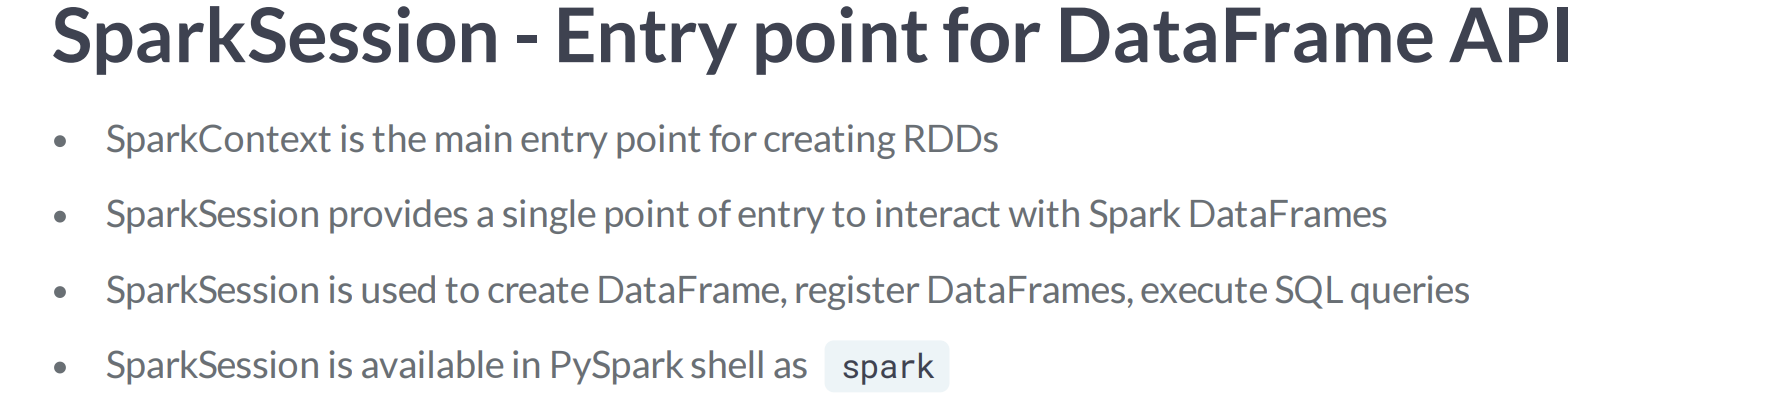 SparkSession - Entry point for DataFrame API
• SparkContext is the main entry point for creating RDDs
• SparkSession provides a single point of entry to interact with Spark DataFrames
• SparkSession is used to create DataFrame, register DataFrames, execute SQL queries
• SparkSession is available in PySpark shell as spark